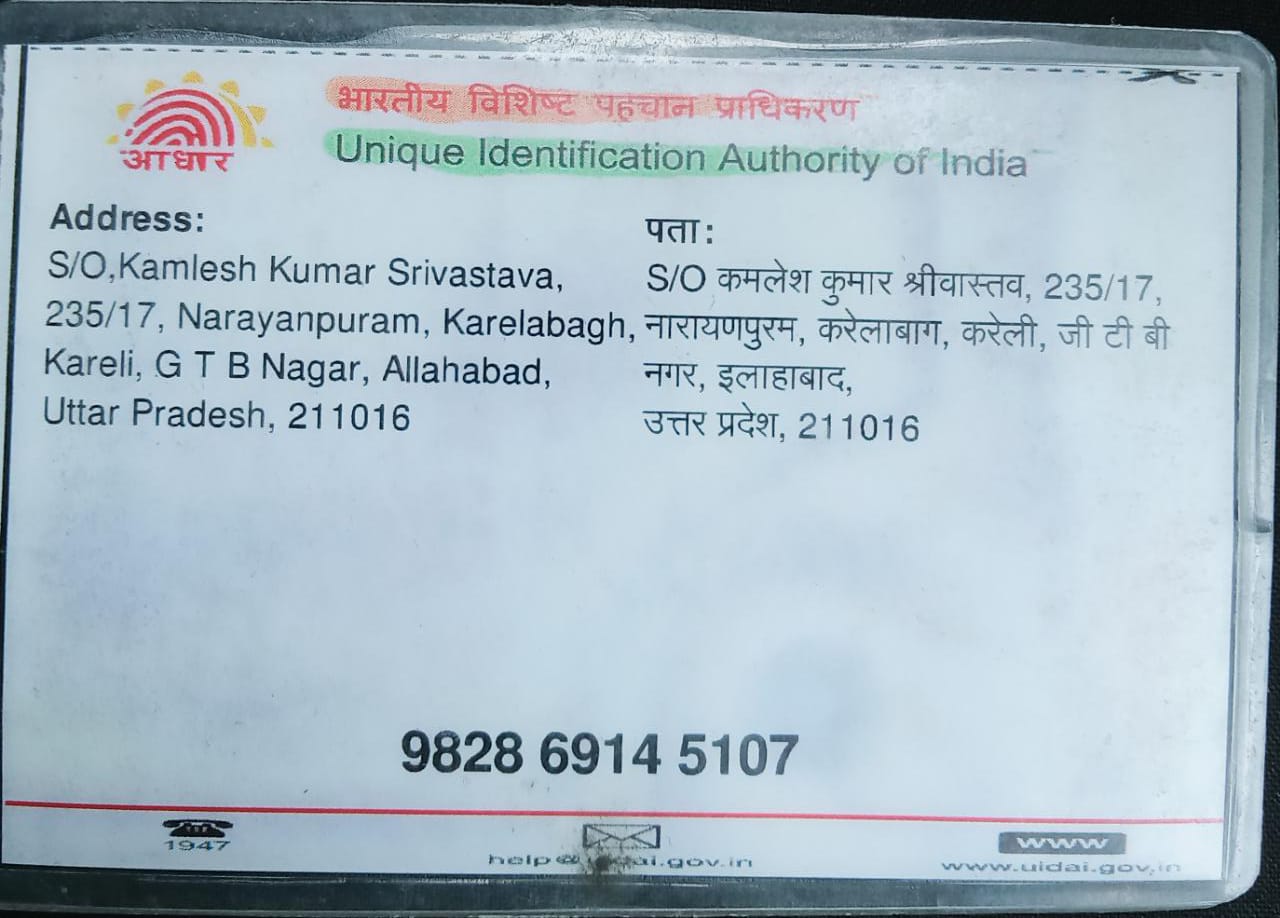 आधार
भारतीय विशिष्ट पहचान प्राधिकरण
Unique Identification Authority of India
Address:
S/O,Kamlesh Kumar Srivastava,
235/17, Narayanpuram, Karelabagh,
Kareli, G T B Nagar, Allahabad,
Uttar Pradesh, 211016
पता:
S/O कमलेश कुमार श्रीवास्तव, 235/17,
नारायणपुरम, करेलाबाग, करेली, जी टी बी
नगर, इलाहाबाद,
उत्तर प्रदेश, 211016
9828 6914 5107
1947
www
www.uidai.gov.in